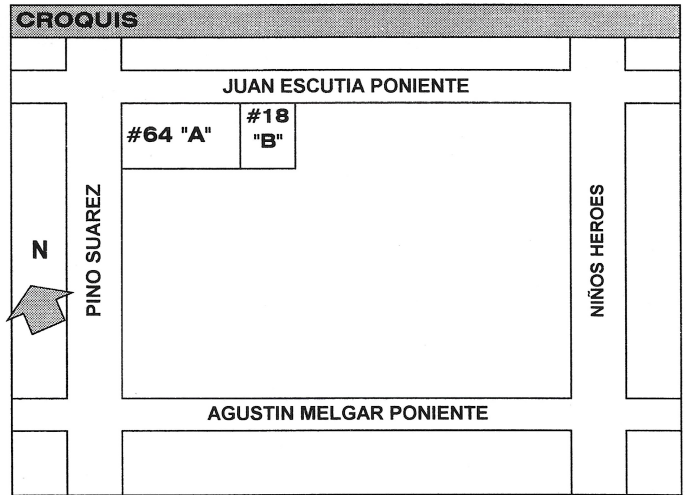 CROQUIS
JUAN ESCUTIA PONIENTE
#64 "A"
#18
"B"
PINO SUAREZ
NIÑOS HEROES
N
AGUSTIN MELGAR PONIENTE